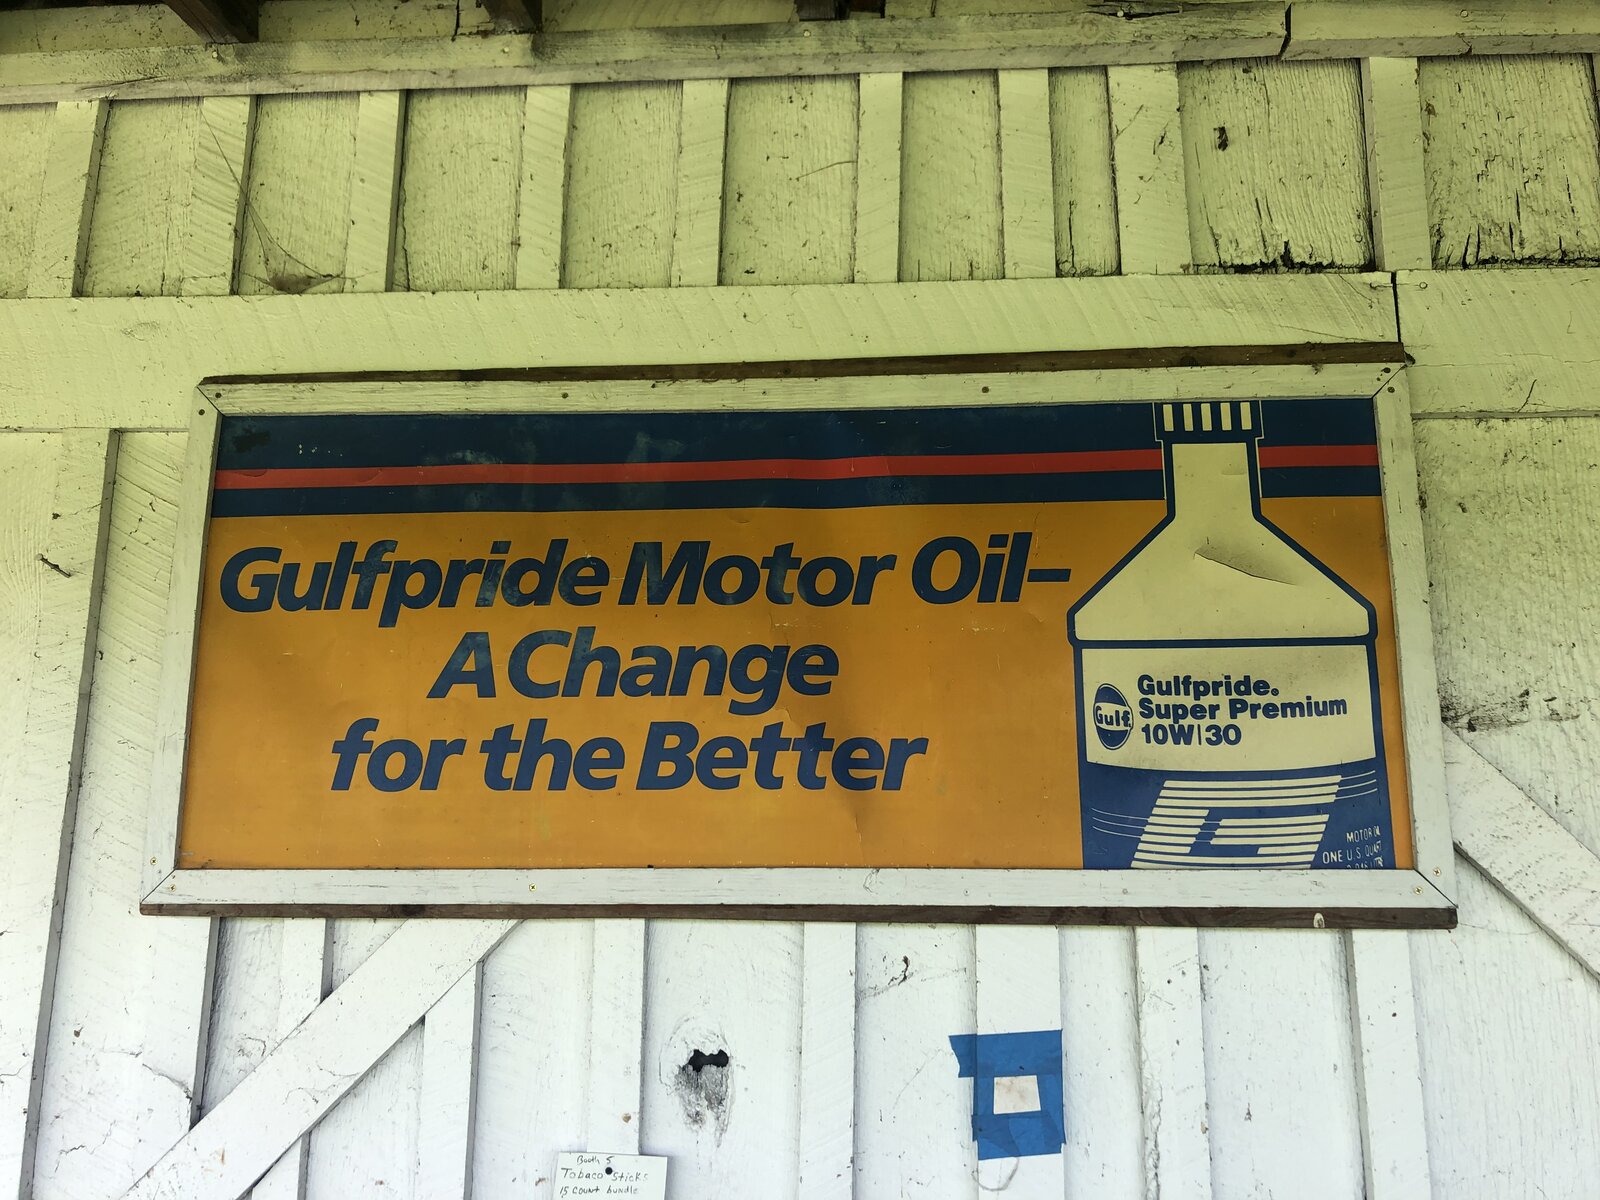 Gulfpride Motor Oil–
A Change
for the Better
Gulf
Gulfpride.
Super Premium
10W|30
MOTOR OIL
ONE U.S. QUART
Booth 5
Tobaco Sticks
15 count bundle